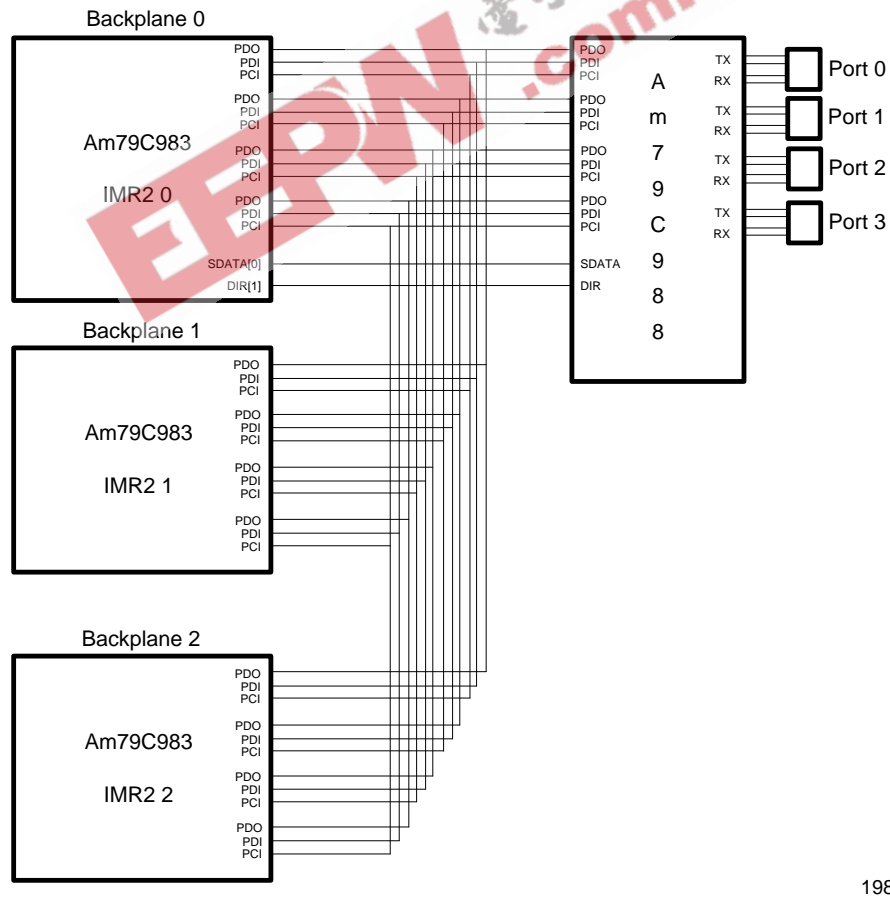 Backplane 0
PDO
PDI
PCI
PDO
PDI
PCI
PDO
PDI
PCI
PDO
PDI
PCI
SDATA[0]
DIR[1]
Am79C983
IMR2 0
PDO
PDI
PCI
PDO
PDI
PCI
PDO
PDI
PCI
PDO
PDI
PCI
SDATA
DIR
A
m
7
9
C
9
8
8
TX
RX
TX
RX
TX
RX
TX
RX
Port 0
Port 1
Port 2
Port 3
Backplane 1
PDO
PDI
PCI
PDO
PDI
PCI
PDO
PDI
PCI
PDO
PDI
PCI
Am79C983
IMR2 1
Backplane 2
PDO
PDI
PCI
PDO
PDI
PCI
PDO
PDI
PCI
PDO
PDI
PCI
Am79C983
IMR2 2
EEPW
.com
198